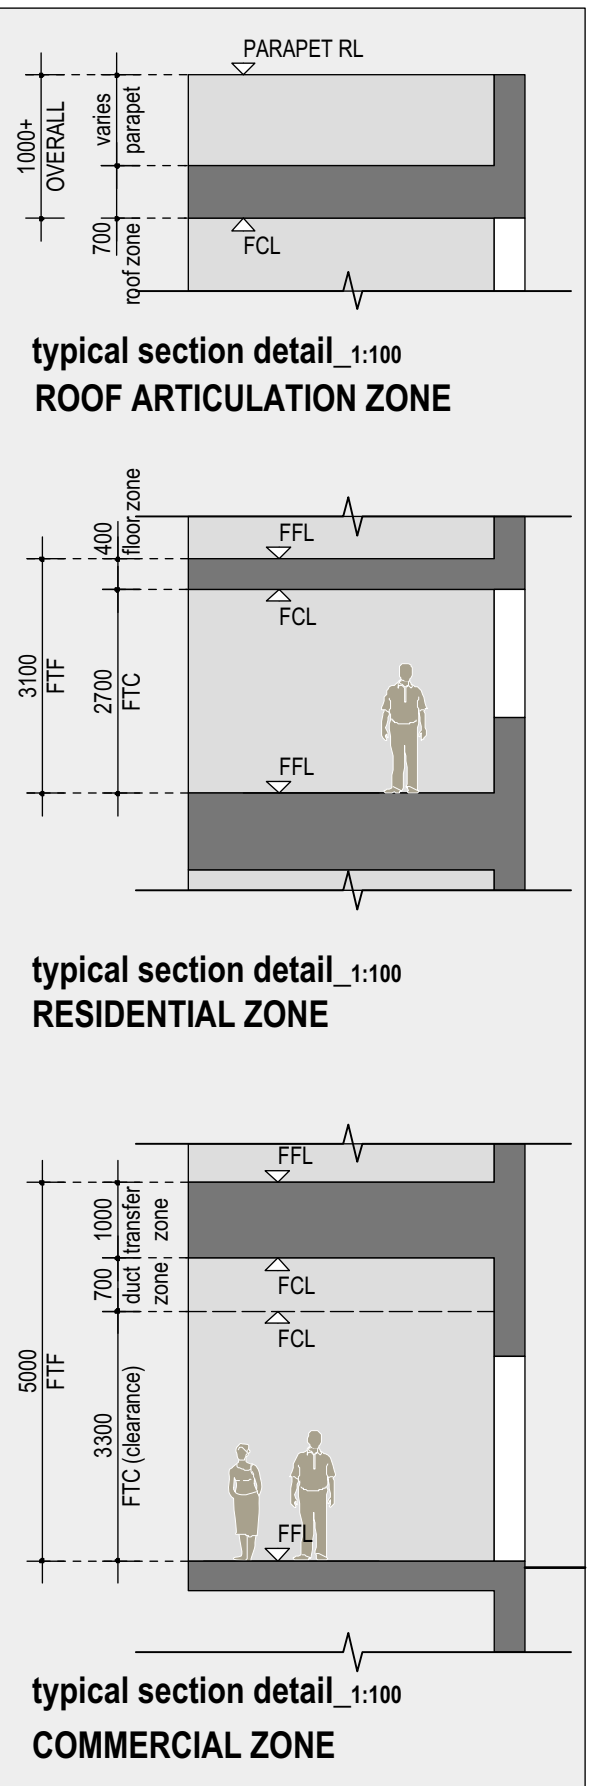 PARAPET RL
1000+
OVERALL
varies
parapet
700
roof zone
FCL
typical section detail_1:100
ROOF ARTICULATION ZONE
400
floor zone
FFL
FCL
3100
FTF
2700
FTC
FFL
typical section detail_1:100
RESIDENTIAL ZONE
FFL
1000
transfer
zone
700
duct
zone
FCL
FCL
5000
FTF
3300
FTC (clearance)
FFL
typical section detail_1:100
COMMERCIAL ZONE